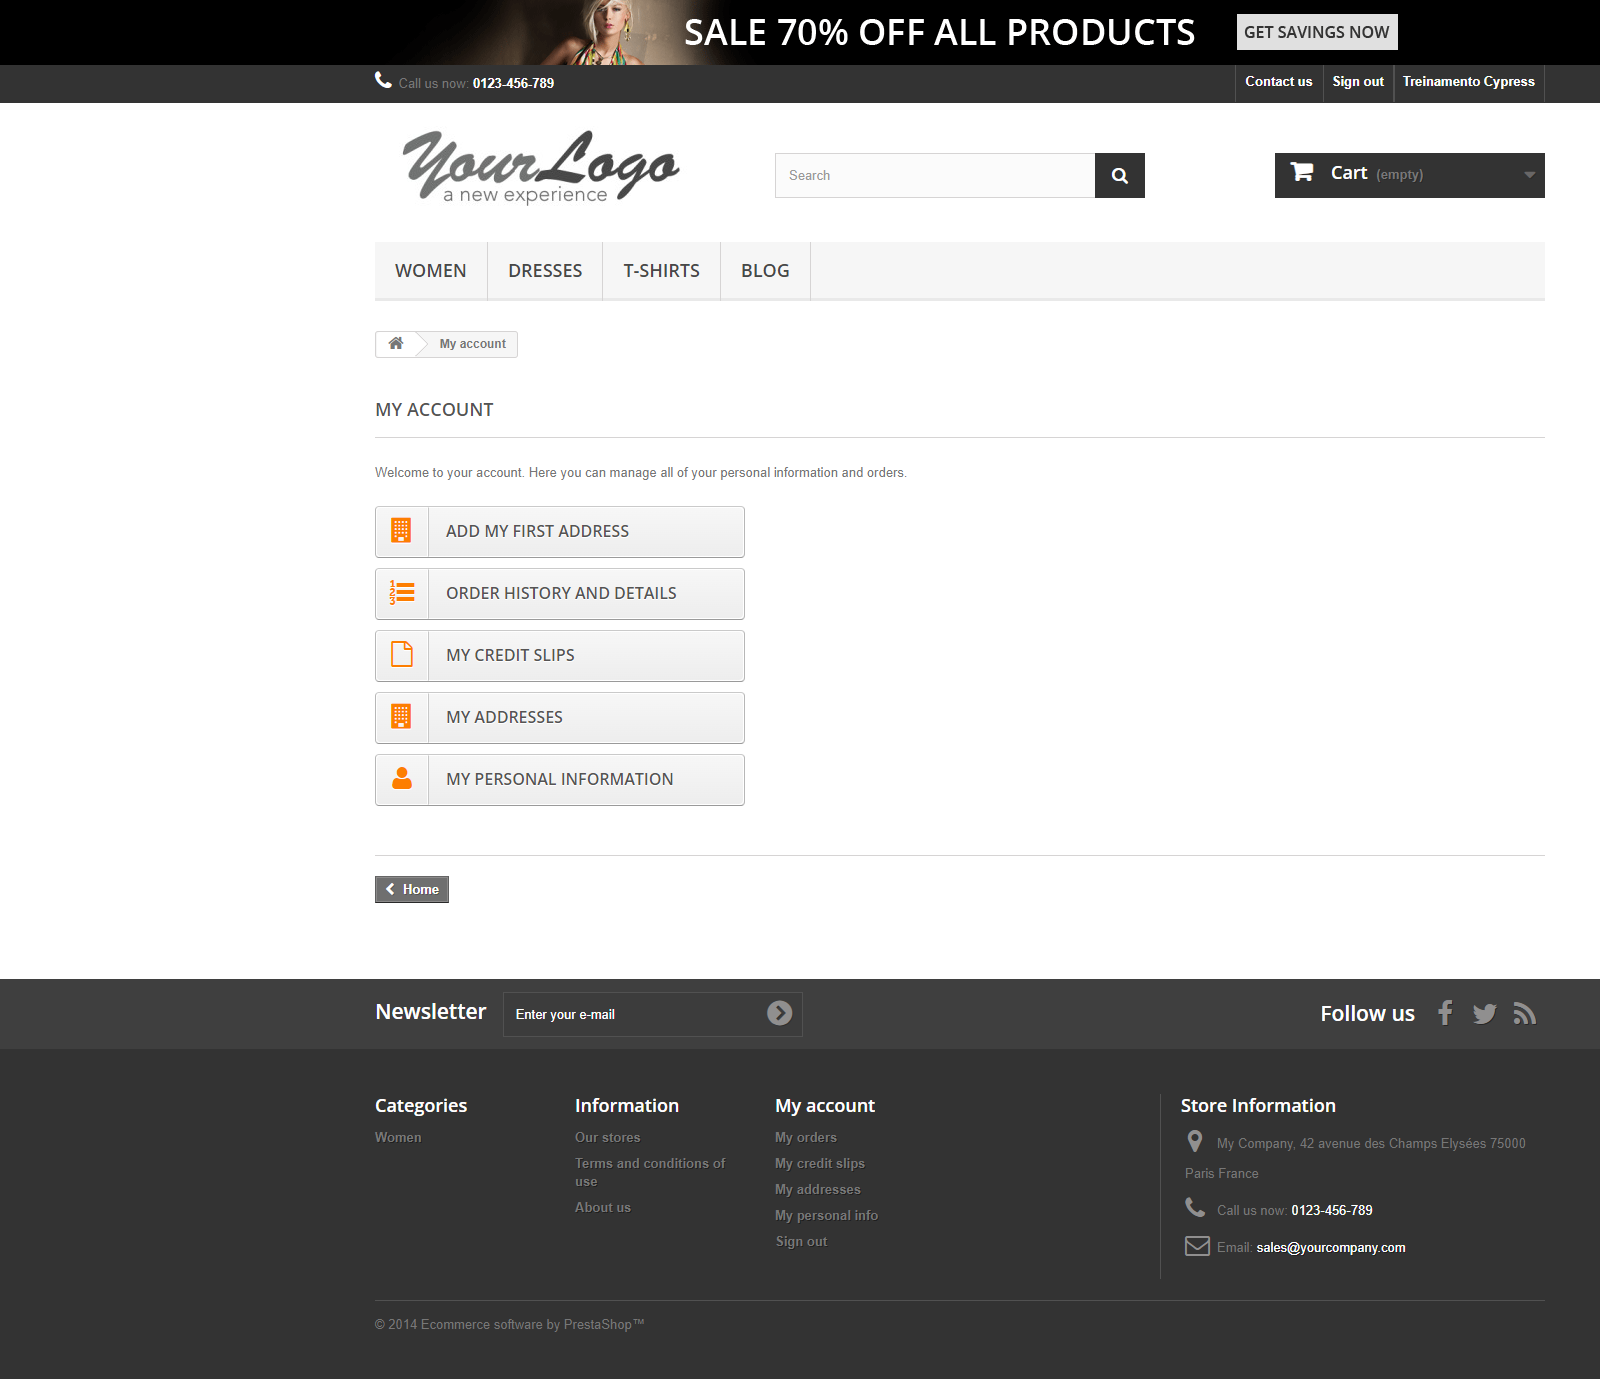 SALE 70% OFF ALL PRODUCTS
GET SAVINGS NOW
Call us now: 0123-456-789
Contact us
Sign out
Treinamento Cypress
Your Logo
a new experience
Search
Cart (empty)
WOMEN
DRESSES
T-SHIRTS
BLOG
My account
MY ACCOUNT
Welcome to your account. Here you can manage all of your personal information and orders.
ADD MY FIRST ADDRESS
1
2
3
ORDER HISTORY AND DETAILS
MY CREDIT SLIPS
MY ADDRESSES
MY PERSONAL INFORMATION
Home
Newsletter
Enter your e-mail
Follow us
Categories
Women
Information
Our stores
Terms and conditions of
use
About us
My account
My orders
My credit slips
My addresses
My personal info
Sign out
Store Information
My Company, 42 avenue des Champs Elysées 75000
Paris France
Call us now: 0123-456-789
Email: sales@yourcompany.com
© 2014 Ecommerce software by PrestaShop™